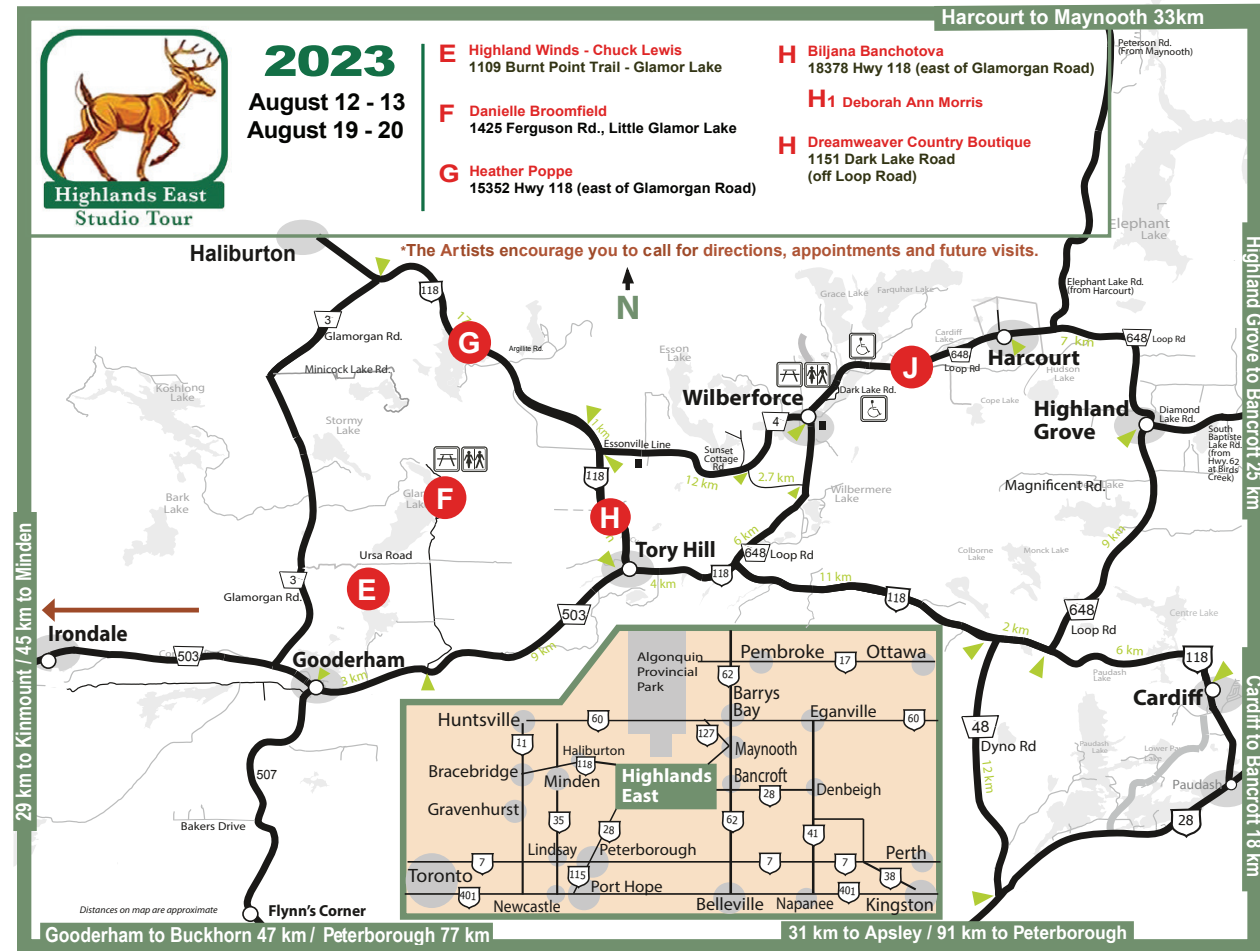 Harcourt to Maynooth 33km
Highlands East
Studio Tour
2023
August 12 - 13
August 19 - 20
E Highland Winds - Chuck Lewis
1109 Burnt Point Trail - Glamor Lake
F Danielle Broomfield
1425 Ferguson Rd., Little Glamor Lake
G Heather Poppe
15352 Hwy 118 (east of Glamorgan Road)
H Biljana Banchotova
18378 Hwy 118 (east of Glamorgan Road)
H1 Deborah Ann Morris
H Dreamweaver Country Boutique
1151 Dark Lake Road
(off Loop Road)
Peterson Rd.
(From Maynooth)
Elephant
Lake
*The Artists encourage you to call for directions, appointments and future visits.
N
Haliburton
118
3
Glamorgan Rd.
G
Argillite Rd.
Minicock Lake Rd.
Koshlong
Lake
Stormy
Lake
Bark
Lake
Esson
Lake
Grace Lake
Farquhar Lake
Elephant Lake Rd.
(from Harcourt)
Cardiff
Lake
Harcourt
7 km
648
Loop Rd
648
Loop Rd
J
Hudson
Lake
Cope Lake
Dark Lake Rd.
Wilberforce
4
Highland
Grove
Diamond
Lake Rd.
South
Baptiste
Lake Rd.
(from
Hwy. 62
at Birds
Creek)
1 km
Essonville Line
Sunset
Cottage
Rd.
12 km
2.7 km
Wilbermere
Lake
Magnificent Rd.
Lake
118
F
H
Tory Hill
6 km
648
Loop Rd
9 km
Colborne
Lake
Monck Lake
Centre Lake
Ursa Road
E
3
Glamorgan Rd.
4 km
118
11 km
118
648
Loop Rd
2 km
6 km
118
Paudash
Lake
Cardiff
Irondale
503
Gooderham
3 km
9 km
503
507
Bakers Drive
Flynn's Corner
Distances on map are approximate
48
Dyno Rd
12 km
Paudash
Lake
Paudash
28
Algonquin
Provincial
Park
Pembroke
17
Ottawa
62
Barrys
Bay
Huntsville
60
Eganville
60
11
127
Haliburton
118
Maynooth
Bracebridge
Minden
Highlands
East
Bancroft
28
Denbeigh
Gravenhurst
35
28
62
41
Lindsay
Peterborough
Perth
7
7
7
Toronto
115
38
Port Hope
401
Newcastle
Belleville
Napanee
401
Kingston
29 km to Kinmount / 45 km to Minden
Highland Grove to Bancroft 25 km
Cardiff to Bancroft 18 km
Gooderham to Buckhorn 47 km / Peterborough 77 km
31 km to Apsley / 91 km to Peterborough